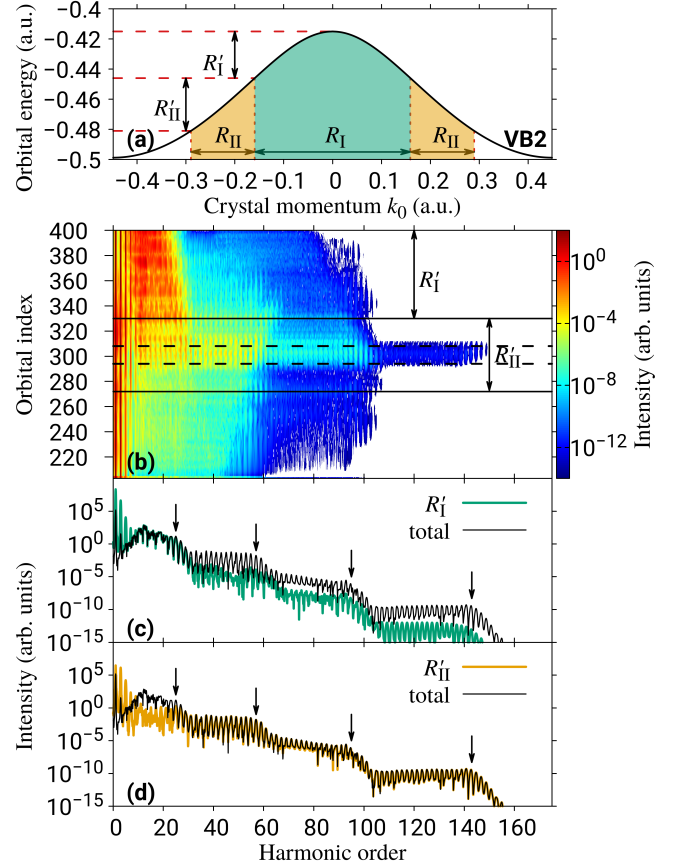 Orbital energy (a.u.)
−0.4
−0.42
−0.44
−0.46
−0.48
−0.5
R′I
R′II
(a)
RII
RI
RII
VB2
−0.4 −0.3 −0.2 −0.1 0 0.1 0.2 0.3 0.4
Crystal momentum k0 (a.u.)
Orbital index
400
380
360
340
320
300
280
260
240
220
R′I
R′II
(b)
10^0
10^−4
10^−8
10^−12
Intensity (arb. units)
Intensity (arb. units)
10^5
10^0
10^−5
10^−10
10^−15
R′I
total
(c)
10^5
10^0
10^−5
10^−10
10^−15
R′II
total
(d)
0 20 40 60 80 100 120 140 160
Harmonic order